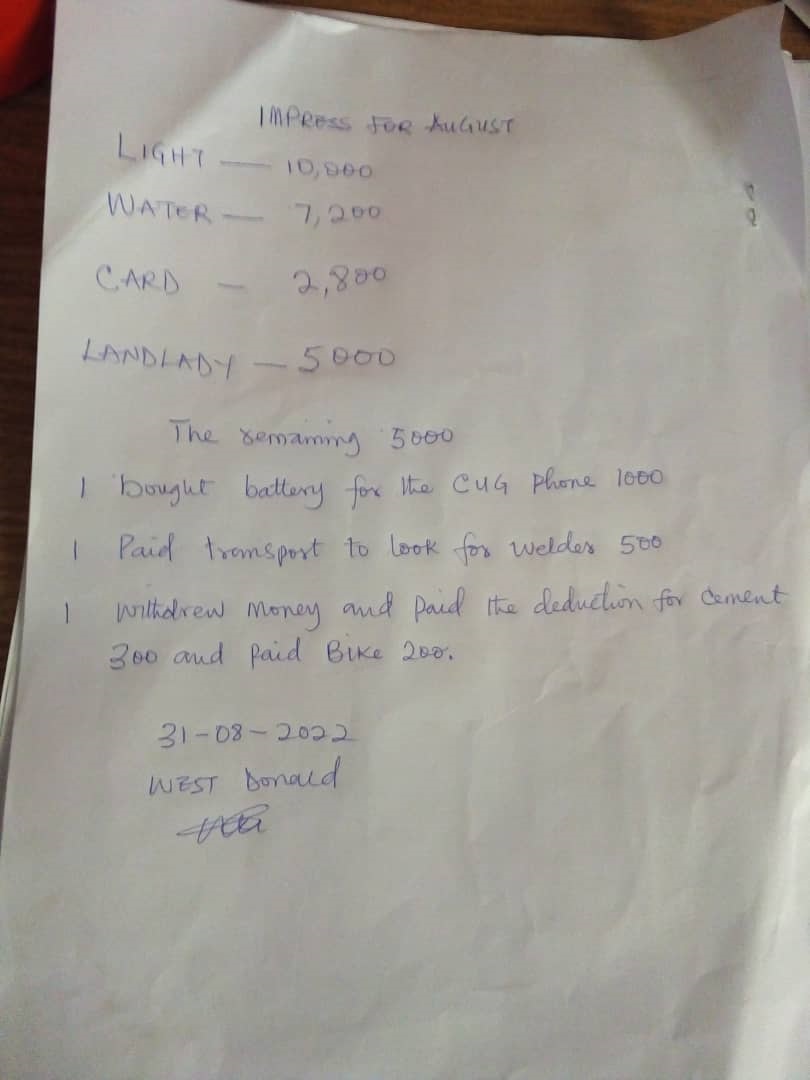 IMPRESS FOR AUGUST
LIGHT — 10,000
WATER — 7,200
CARD — 2,800
LANDLADY — 5000
The remaining 5000
I bought battery for the CUG phone 1000
I Paid transport to look for welder 500
I withdrew money and paid the deduction for cement
300 and paid Bike 200.
31-08-2022
WEST Donald